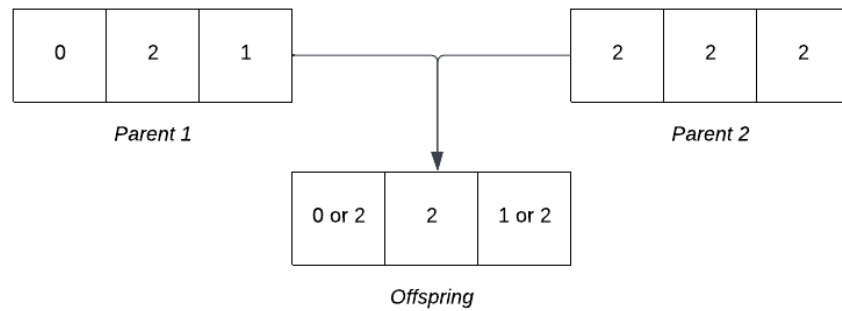 0 2 1 2 2 2
Parent 1 Parent 2
0 or 2 2 1 or 2
Offspring